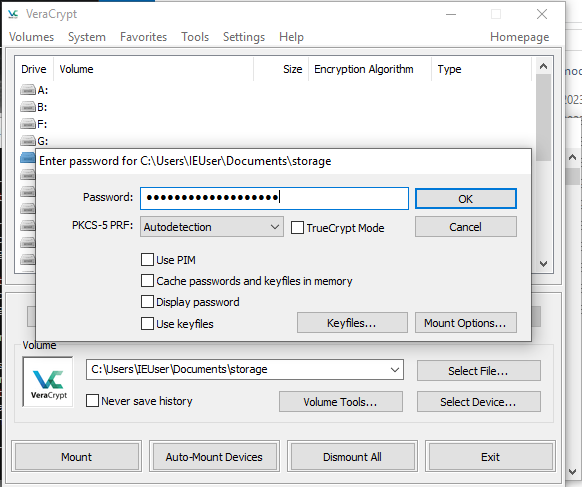 VeraCrypt
Volumes System Favorites Tools Settings Help Homepage
Drive Volume Size Encryption Algorithm Type
A:
B:
F:
G:
Enter password for C:\Users\IEUser\Documents\storage
Password: ●●●●●●●●●●●●●●●●●●● OK
PKCS-5 PRF: Autodetection TrueCrypt Mode Cancel
Use PIM
Cache passwords and keyfiles in memory
Display password
Use keyfiles Keyfiles... Mount Options...
Volume
VeraCrypt C:\Users\IEUser\Documents\storage Select File...
Never save history Volume Tools... Select Device...
Mount Auto-Mount Devices Dismount All Exit
mod
2023